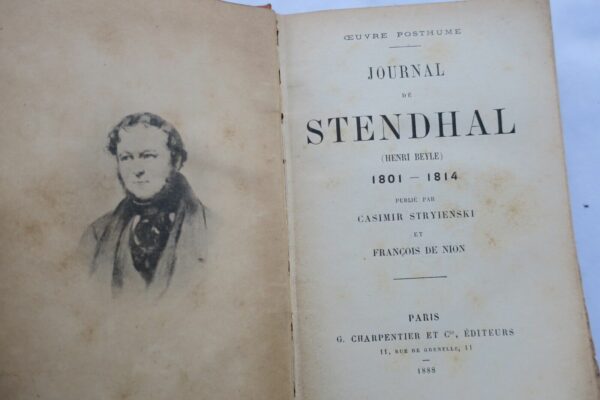 ŒUVRE POSTHUME
JOURNAL
DE
STENDHAL
(HENRI BEYLE)
1801 — 1814
PUBLIÉ PAR
CASIMIR STRYIENSKI
ET
FRANÇOIS DE NION
PARIS
G. CHARPENTIER ET Cie, ÉDITEURS
11, RUE DE GRENELLE, 11
1888